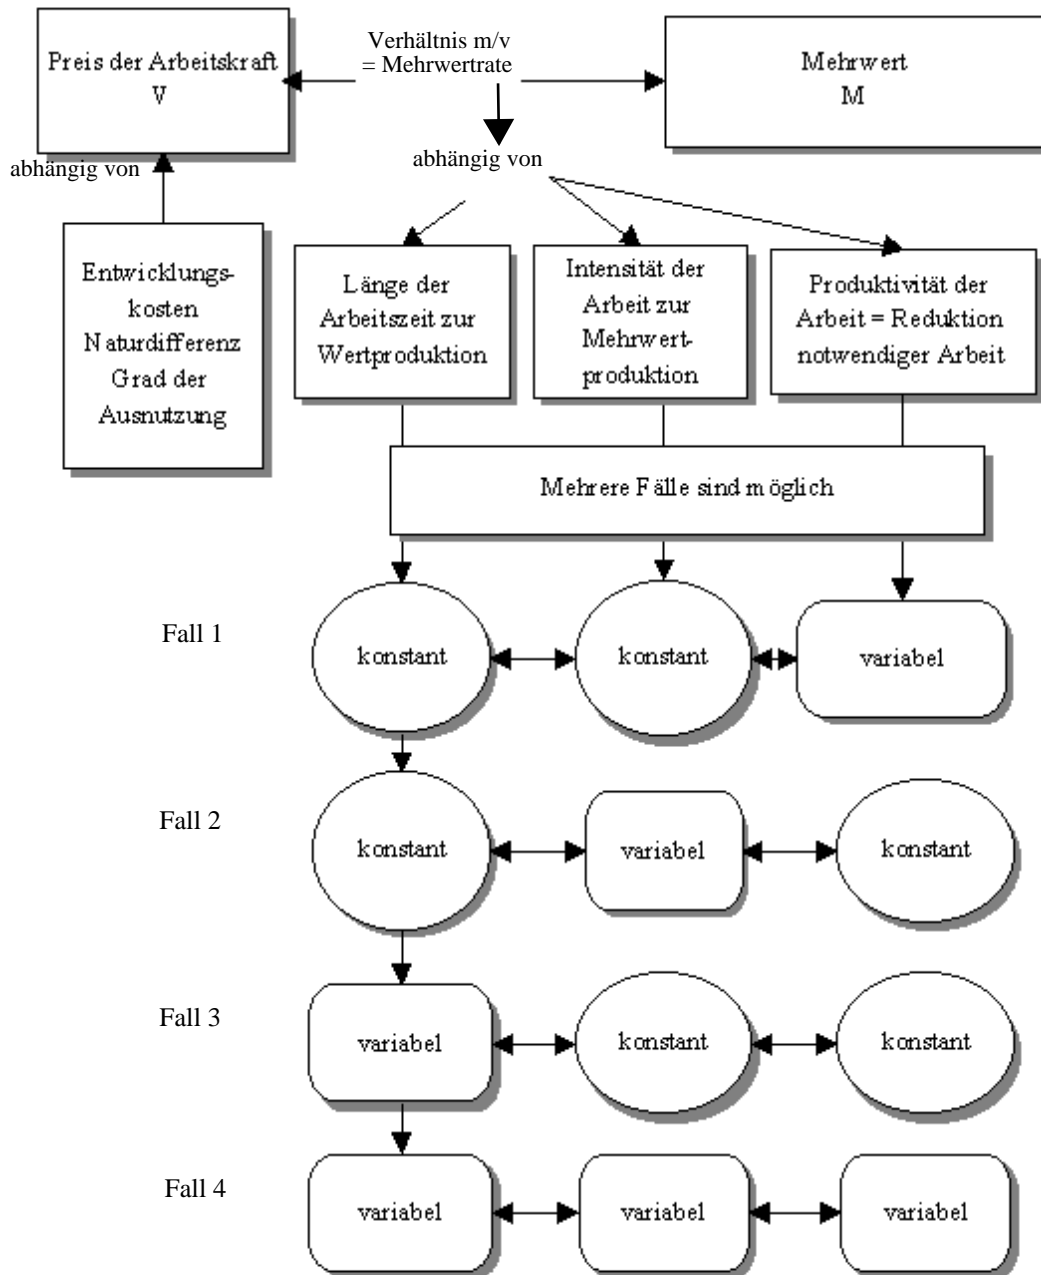 Preis der Arbeitskraft
V
Verhältnis m/v
= Mehrwertrate
Mehrwert
M
abhängig von
abhängig von
Entwicklungs-
kosten
Naturdifferenz
Grad der
Ausnutzung
Länge der
Arbeitszeit zur
Wertproduktion
Intensität der
Arbeit zur
Mehrwert-
produktion
Produktivität der
Arbeit = Reduktion
notwendiger Arbeit
Mehrere Fälle sind möglich
Fall 1
konstant
konstant
variabel
Fall 2
konstant
variabel
konstant
Fall 3
variabel
konstant
konstant
Fall 4
variabel
variabel
variabel